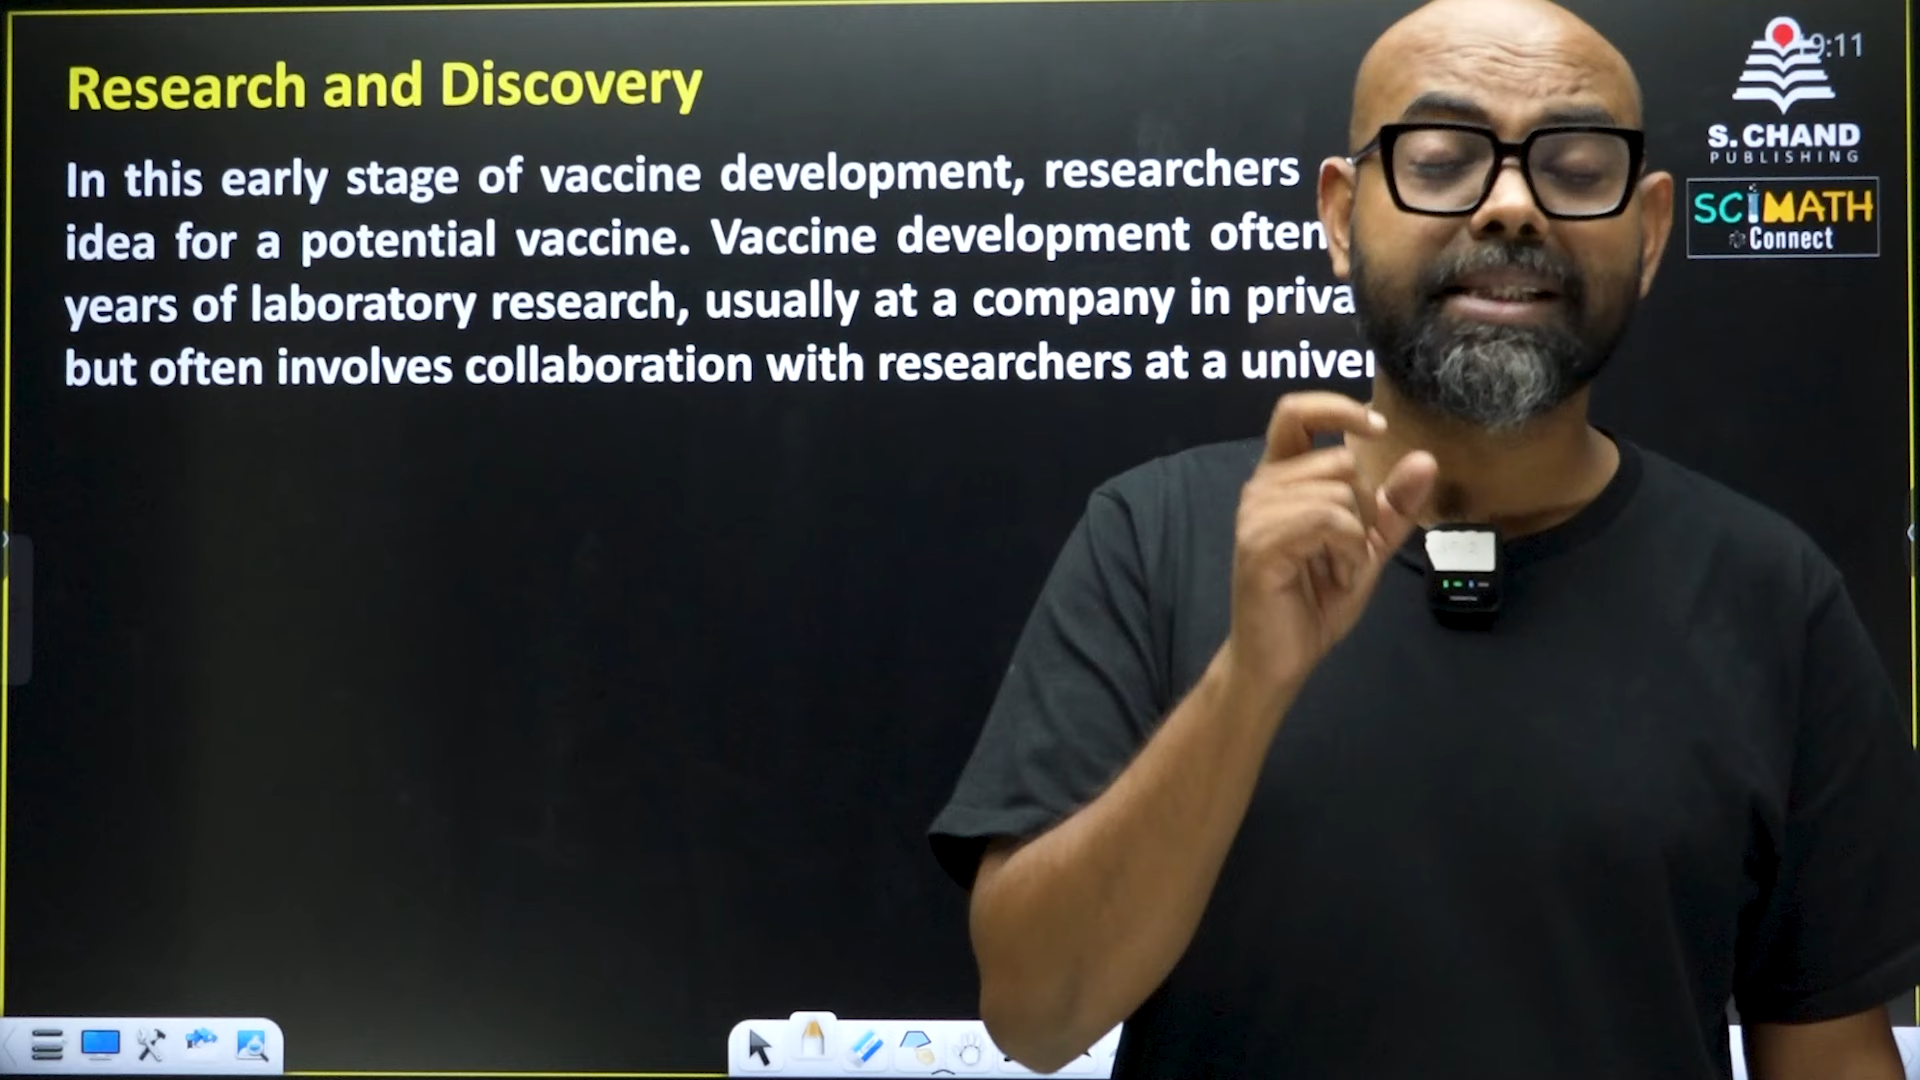 Research and Discovery
In this early stage of vaccine development, researchers
idea for a potential vaccine. Vaccine development often
years of laboratory research, usually at a company in priva
but often involves collaboration with researchers at a univer
9:11
S. CHAND
PUBLISHING
SCIMATH
Connect